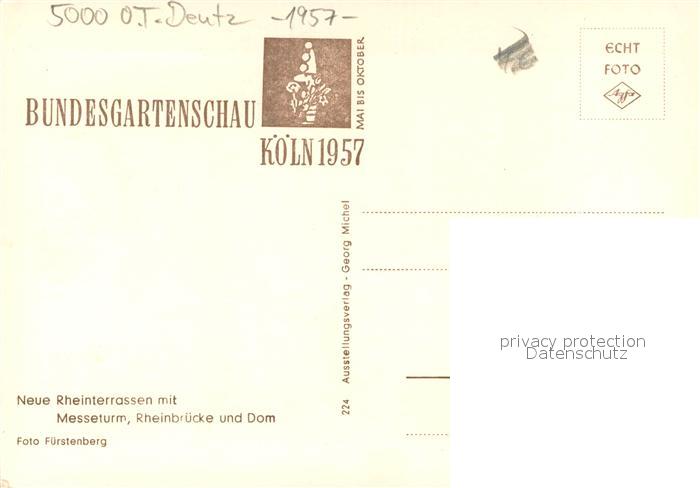 5000 O.T. Deutz -1957-
BUNDESGARTENSCHAU
KÖLN 1957
MAI BIS OKTOBER
ECHT
FOTO
Agfa
224 Ausstellungsverlag - Georg Michel
privacy protection
Datenschutz
Neue Rheinterrassen mit
Messeturm, Rheinbrücke und Dom
Foto Fürstenberg